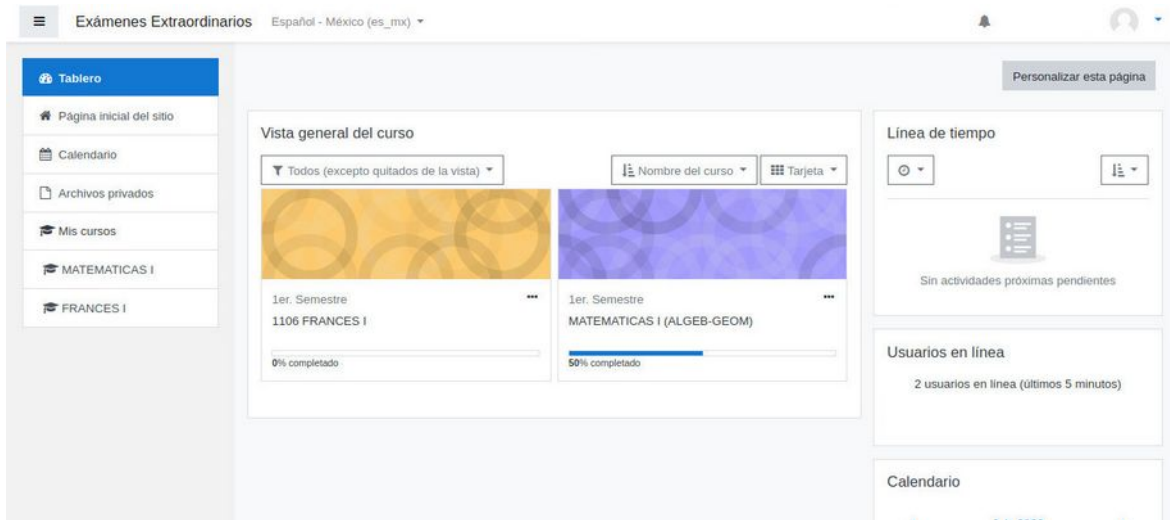 Exámenes Extraordinarios Español - México (es_mx)
Tablero
Página inicial del sitio
Calendario
Archivos privados
Mis cursos
MATEMATICAS I
FRANCES I
Personalizar esta página
Vista general del curso
Todos (excepto quitados de la vista) Nombre del curso Tarjeta
1er. Semestre
1106 FRANCES I
0% completado
1er. Semestre
MATEMATICAS I (ALGEB-GEOM)
50% completado
Línea de tiempo
Sin actividades próximas pendientes
Usuarios en línea
2 usuarios en línea (últimos 5 minutos)
Calendario